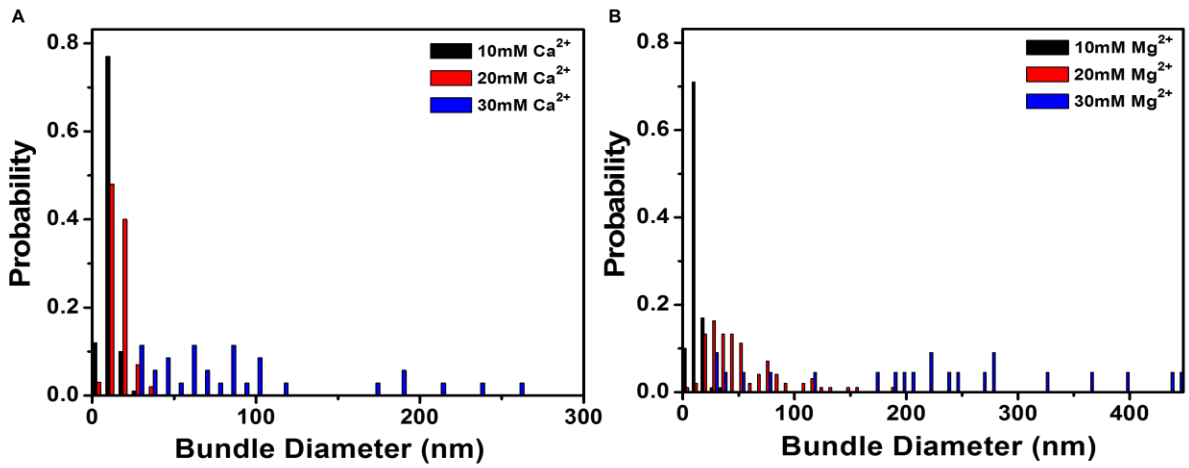 A
10mM Ca2+
20mM Ca2+
30mM Ca2+
0.8
0.6
0.4
0.2
0.0
Probability
0
100
200
300
Bundle Diameter (nm)
B
10mM Mg2+
20mM Mg2+
30mM Mg2+
0.8
0.6
0.4
0.2
0.0
Probability
0
100
200
300
400
Bundle Diameter (nm)